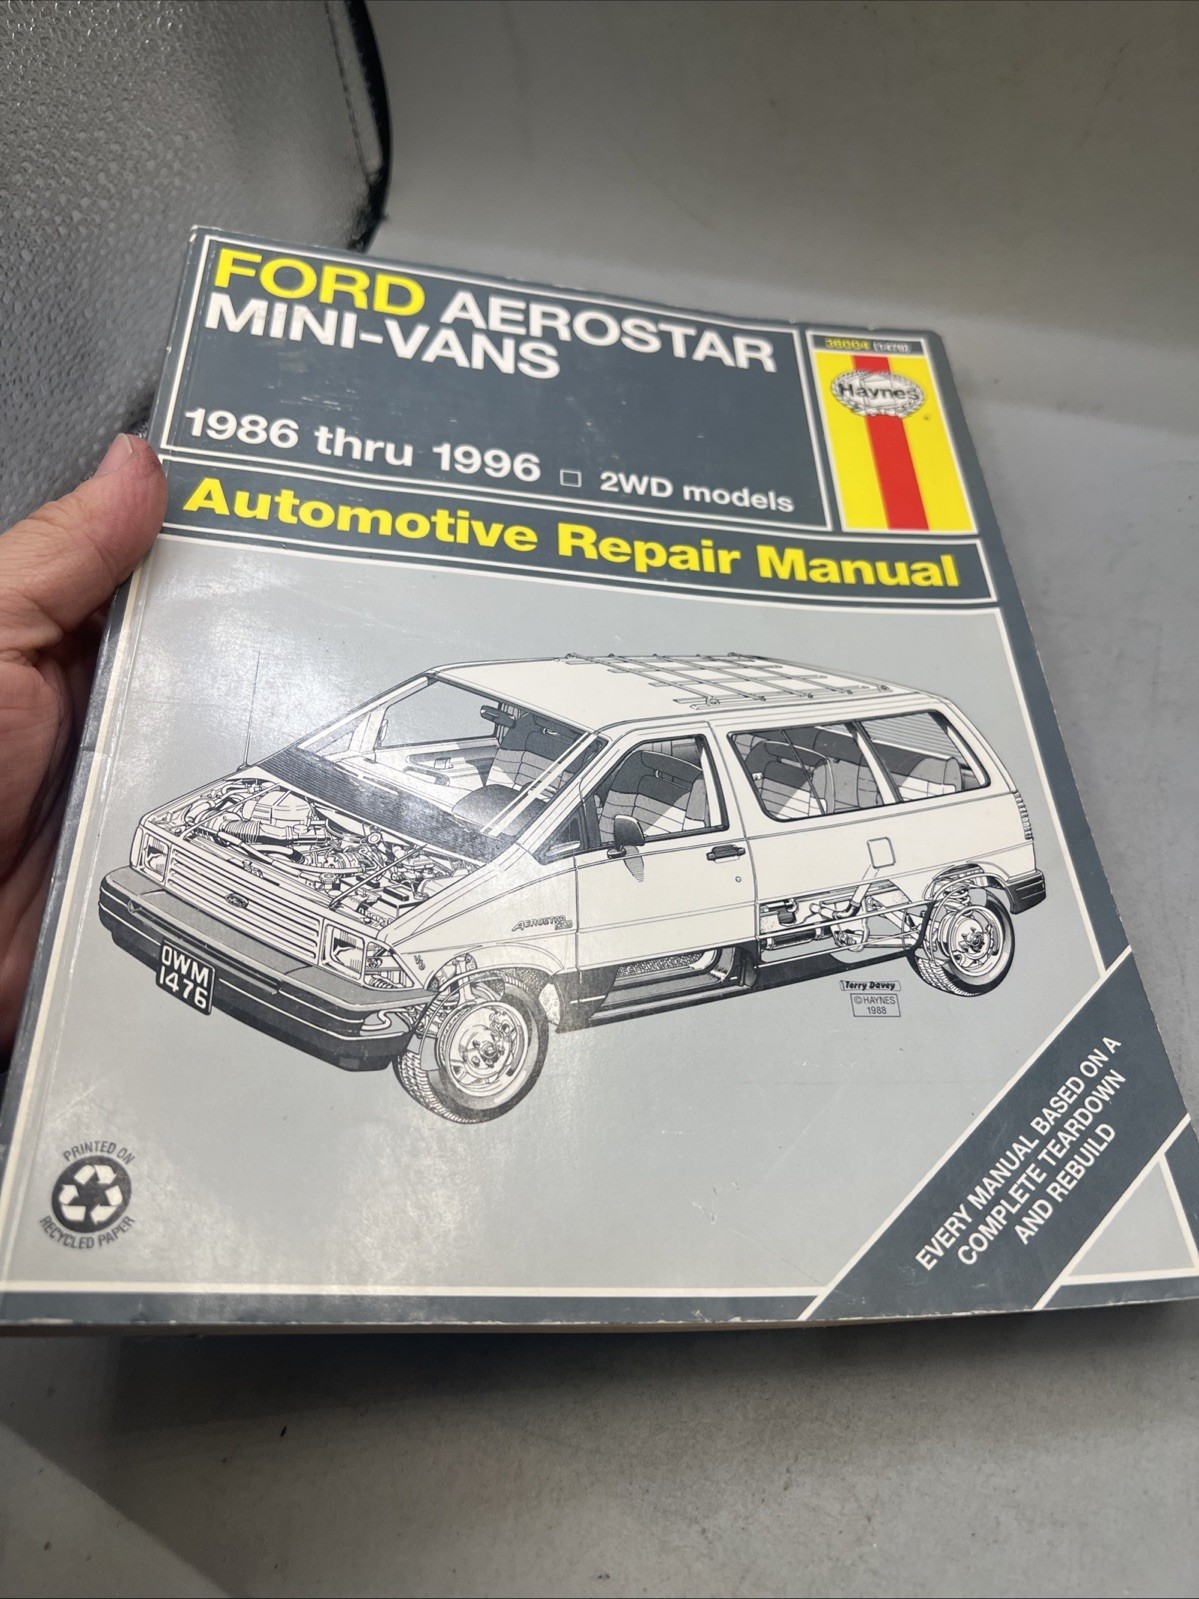 FORD AEROSTAR
MINI-VANS
1986 thru 1996 □ 2WD models
Automotive Repair Manual
(1476)
Haynes
AEROSTAR
OWM
1476
Terry Davey
©HAYNES
1988
PRINTED ON
RECYCLED PAPER
EVERY MANUAL BASED ON A
COMPLETE TEARDOWN
AND REBUILD